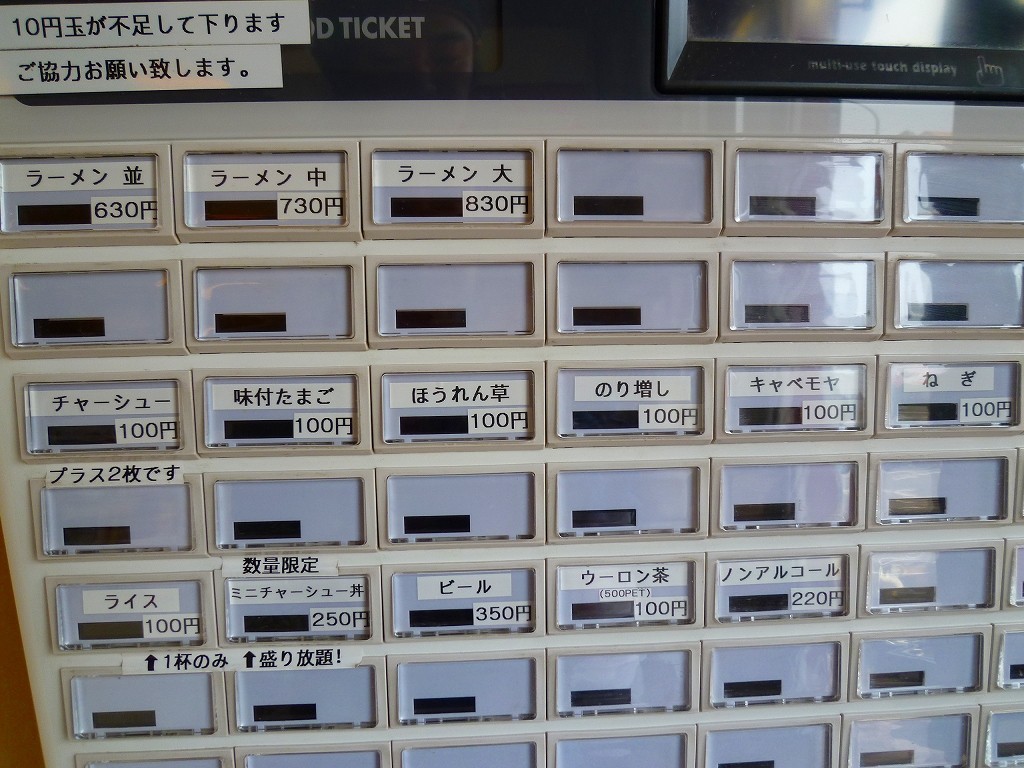 10円玉が不足して下ります
OD TICKET
ご協力お願い致します。
multi-use touch display
ラーメン 並
630円
ラーメン 中
730円
ラーメン 大
830円
チャーシュー
100円
味付たまご
100円
ほうれん草
100円
のり増し
100円
キャベモヤ
100円
ねぎ
100円
プラス2枚です
ライス
100円
数量限定
ミニチャーシュー丼
250円
ビール
350円
ウーロン茶
(500PET)
100円
ノンアルコール
220円
⬆1杯のみ ⬆盛り放題!